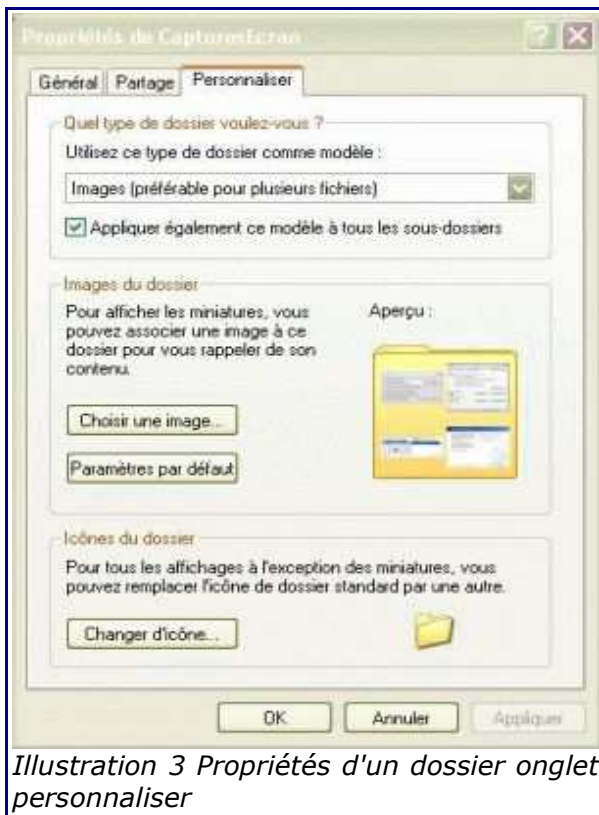 Propriétés de CapturesEcran
Général Partage Personnaliser
Quel type de dossier voulez-vous ?
Utilisez ce type de dossier comme modèle :
Images (préférable pour plusieurs fichiers)
Appliquer également ce modèle à tous les sous-dossiers
Images du dossier
Pour afficher les miniatures, vous
pouvez associer une image à ce
dossier pour vous rappeler de son
contenu.
Aperçu :
Choisir une image...
Paramètres par défaut
Icônes du dossier
Pour tous les affichages à l'exception des miniatures, vous
pouvez remplacer l'icône de dossier standard par une autre.
Changer d'icône...
OK Annuler Appliquer
Illustration 3 Propriétés d'un dossier onglet
personnaliser